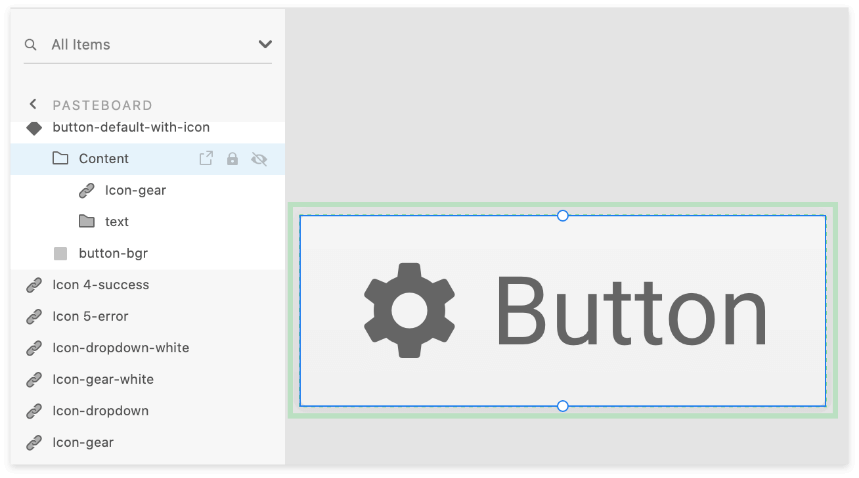 All Items
PASTEBOARD
button-default-with-icon
Content
Icon-gear
text
button-bgr
Icon 4-success
Icon 5-error
Icon-dropdown-white
Icon-gear-white
Icon-dropdown
Icon-gear
Button